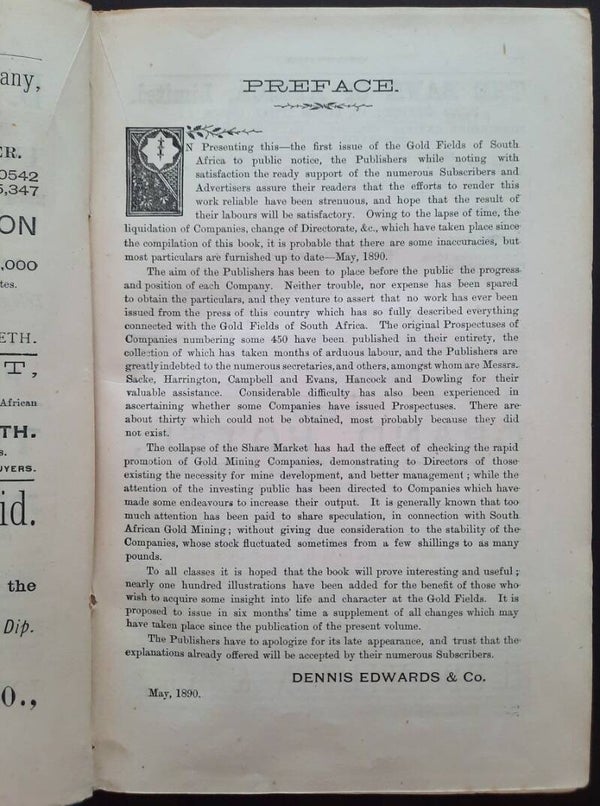 any,
ER.
0542
5,347
ON
,000
tes.
ETH.
T,
African
TH.
s.
UYERS.
id.
the
Dip.
o.,
PREFACE.
N Presenting this—the first issue of the Gold Fields of South
Africa to public notice, the Publishers while noting with
satisfaction the ready support of the numerous Subscribers and
Advertisers assure their readers that the efforts to render this
work reliable have been strenuous, and hope that the result of
their labours will be satisfactory. Owing to the lapse of time, the
liquidation of Companies, change of Directorate, &c., which have taken place since
the compilation of this book, it is probable that there are some inaccuracies, but
most particulars are furnished up to date—May, 1890.
The aim of the Publishers has been to place before the public the progress
and position of each Company. Neither trouble, nor expense has been spared
to obtain the particulars, and they venture to assert that no work has ever been
issued from the press of this country which has so fully described everything
connected with the Gold Fields of South Africa. The original Prospectuses of
Companies numbering some 450 have been published in their entirety, the
collection of which has taken months of arduous labour, and the Publishers are
greatly indebted to the numerous secretaries, and others, amongst whom are Messrs.
Sacke, Harrington, Campbell and Evans, Hancock and Dowling for their
valuable assistance. Considerable difficulty has also been experienced in
ascertaining whether some Companies have issued Prospectuses. There are
about thirty which could not be obtained, most probably because they did
not exist.
The collapse of the Share Market has had the effect of checking the rapid
promotion of Gold Mining Companies, demonstrating to Directors of those
existing the necessity for mine development, and better management; while the
attention of the investing public has been directed to Companies which have
made some endeavours to increase their output. It is generally known that too
much attention has been paid to share speculation, in connection with South
African Gold Mining; without giving due consideration to the stability of the
Companies, whose stock fluctuated sometimes from a few shillings to as many
pounds.
To all classes it is hoped that the book will prove interesting and useful;
nearly one hundred illustrations have been added for the benefit of those who
wish to acquire some insight into life and character at the Gold Fields. It is
proposed to issue in six months' time a supplement of all changes which may
have taken place since the publication of the present volume.
The Publishers have to apologize for its late appearance, and trust that the
explanations already offered will be accepted by their numerous Subscribers.
DENNIS EDWARDS & Co.
May, 1890.